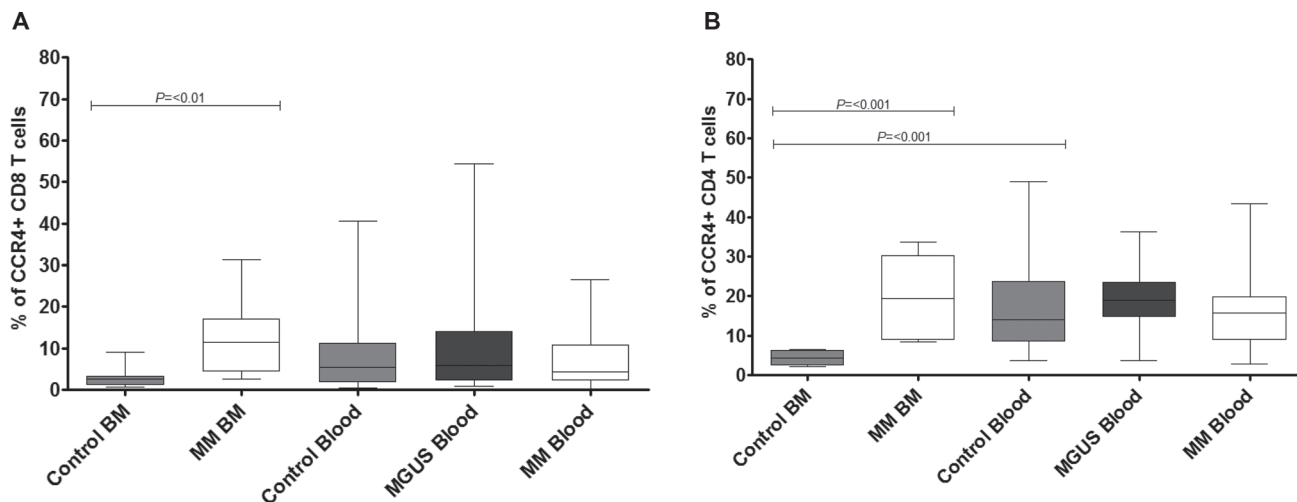 A
% of CCR4+ CD8 T cells
80
70
60
50
40
30
20
10
0
P=<0.01
Control BM
MM BM
Control Blood
MGUS Blood
MM Blood
B
% of CCR4+ CD4 T cells
80
70
60
50
40
30
20
10
0
P=<0.001
P=<0.001
Control BM
MM BM
Control Blood
MGUS Blood
MM Blood